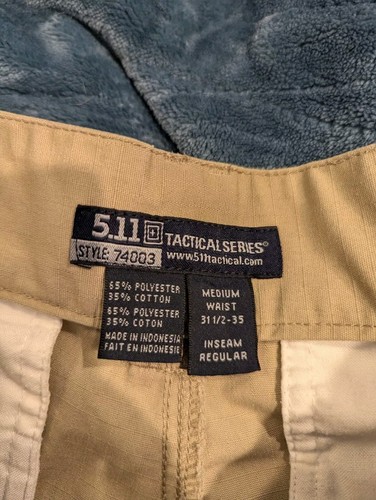 5.11 TACTICAL SERIES®
STYLE: 74003 www.511tactical.com
65% POLYESTER
35% COTTON
65% POLYESTER
35% COTON
MADE IN INDONESIA
FAIT EN INDONESIE
MEDIUM
WAIST
31 1/2-35
INSEAM
REGULAR